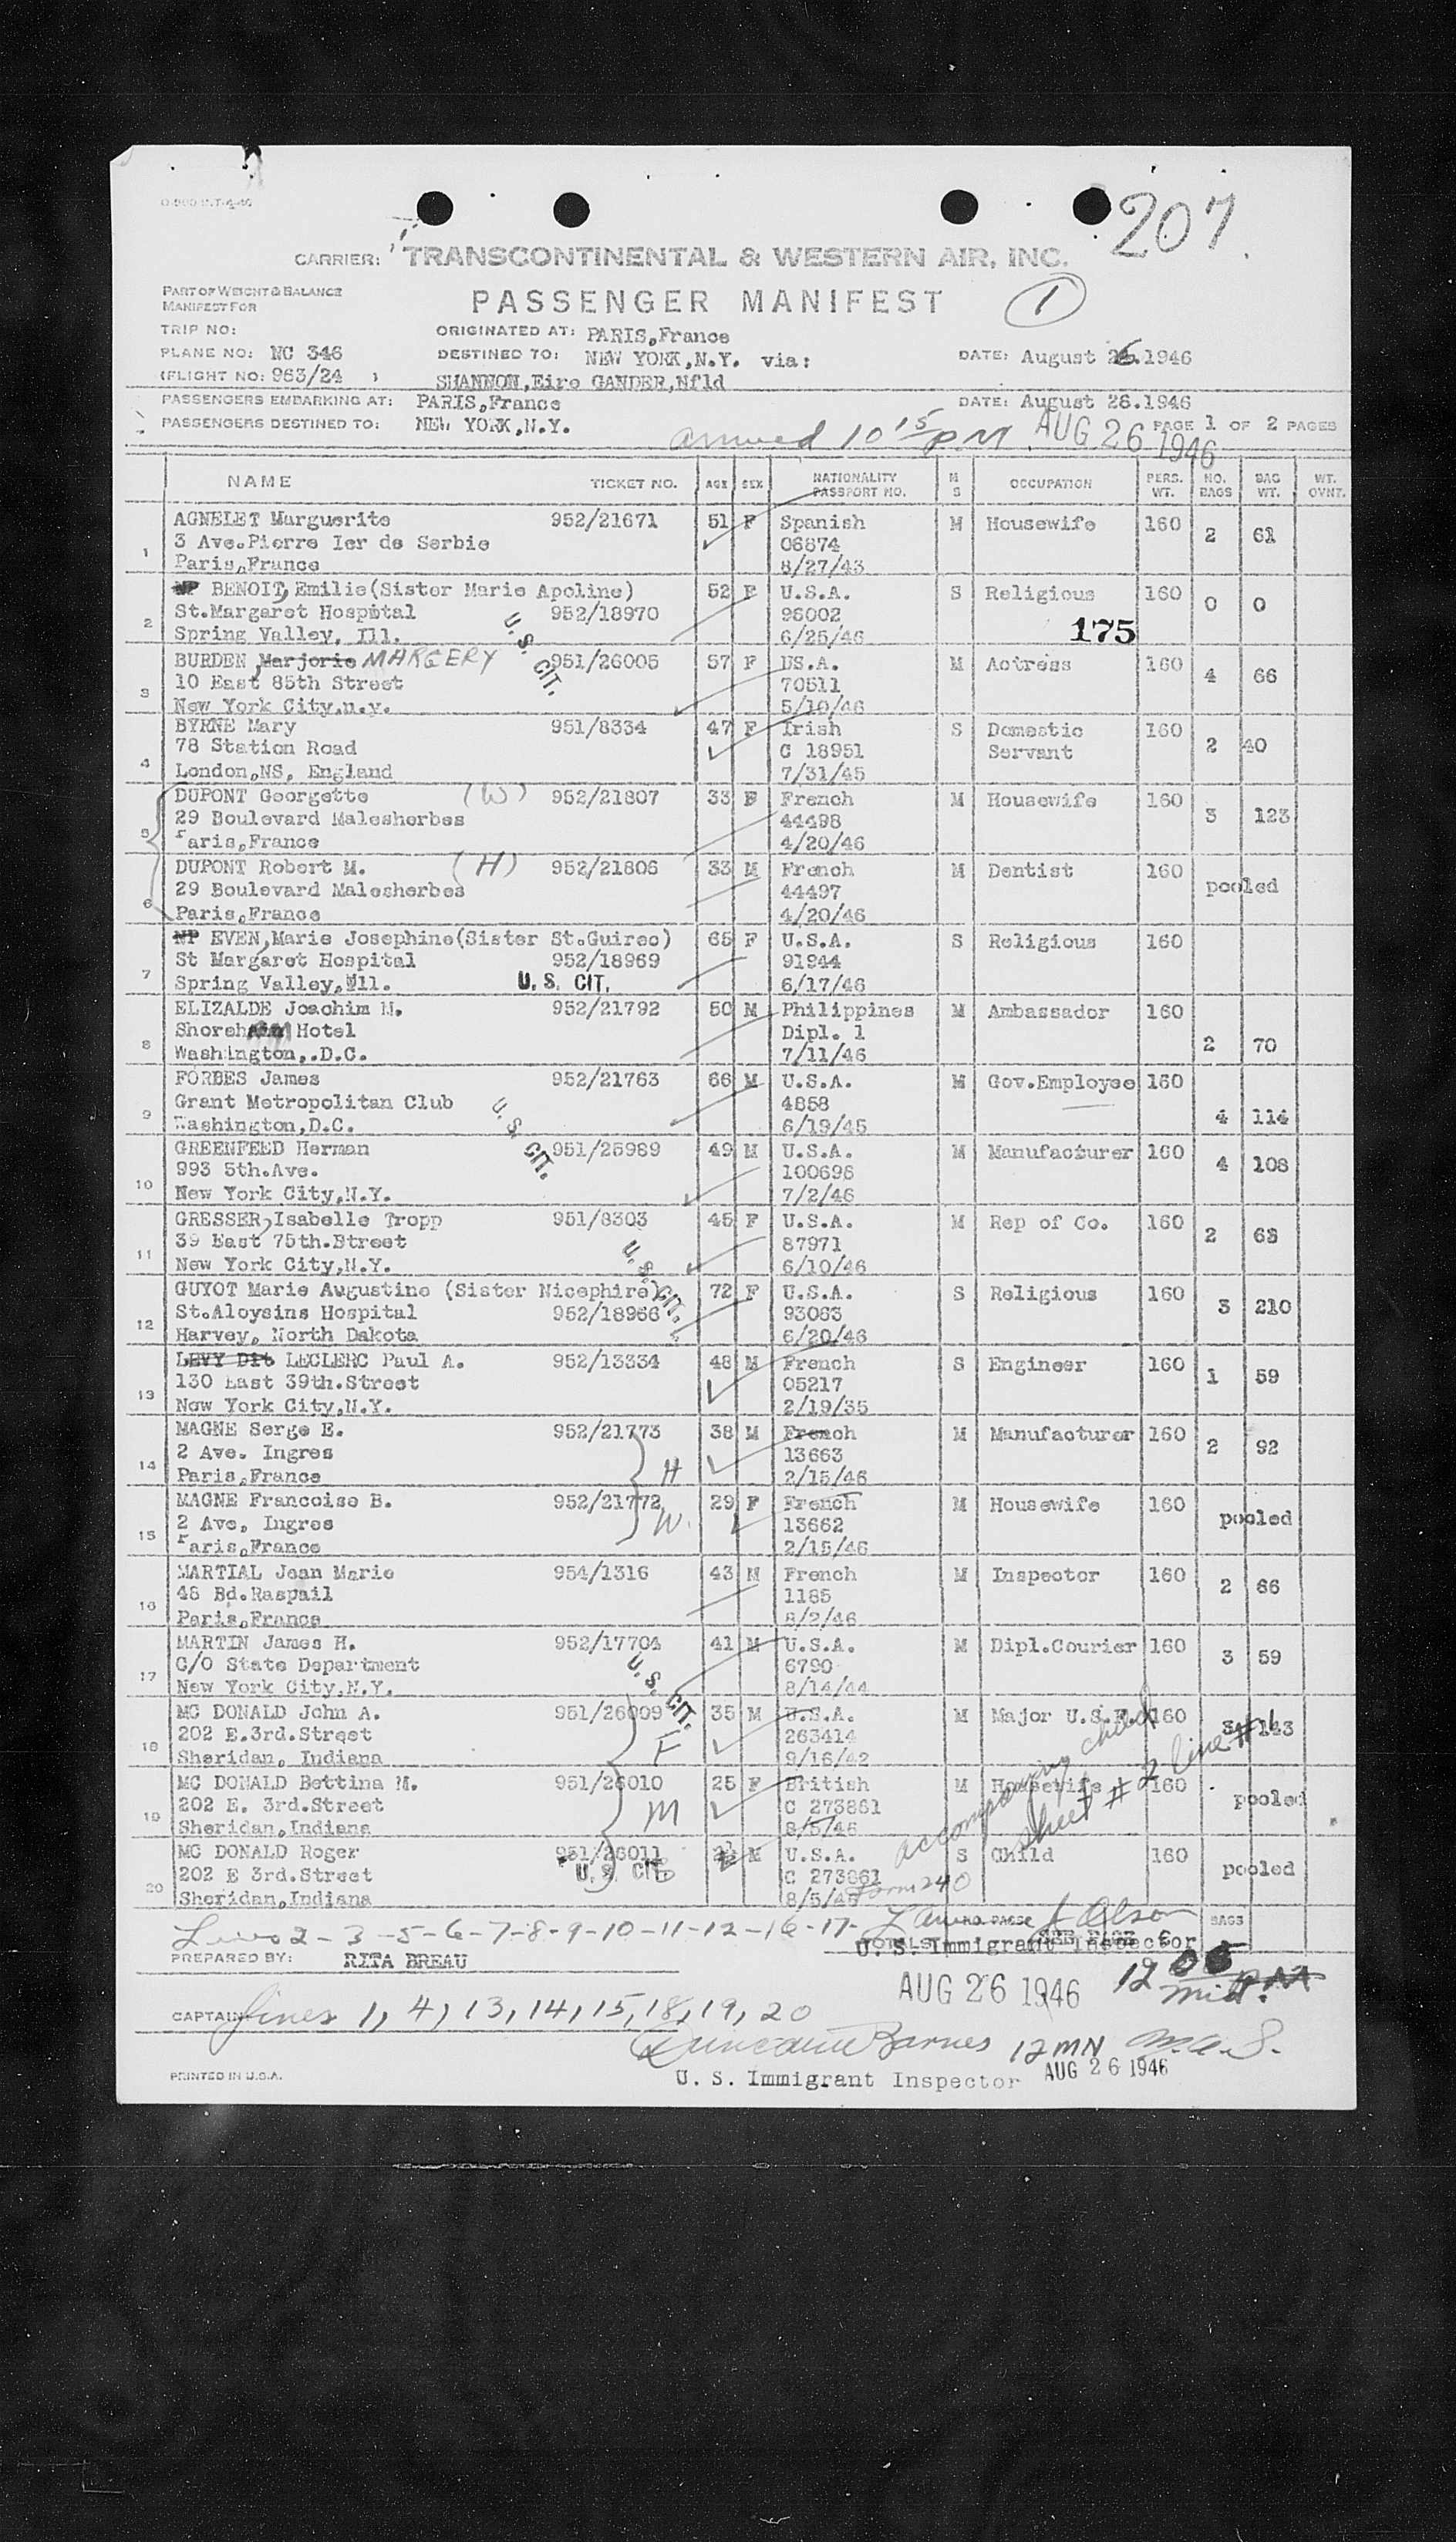 207
CARRIER: TRANSCONTINENTAL & WESTERN AIR, INC.
PART OF WEIGHT & BALANCE
MANIFEST FOR
PASSENGER MANIFEST
1
TRIP NO:
ORIGINATED AT: PARIS,France
PLANE NO: NC 346
DESTINED TO: NEW YORK,N.Y. via:
DATE: August 26.1946
(FLIGHT NO: 963/24 )
SHANNON,Eire GANDER,Nfld
PASSENGERS EMBARKING AT: PARIS,France
DATE: August 26.1946
PASSENGERS DESTINED TO: NEW YORK,N.Y.
PAGE 1 OF 2 PAGES
arrived 10 15 PM AUG 26 1946
NAME TICKET NO. AGE SEX NATIONALITY PASSPORT NO. M S OCCUPATION PERS. WT. NO. BAGS BAG WT. WT. OVNT.
AGNELET Marguerite 952/21671 51 F Spanish M Housewife 160 2 61
3 Ave.Pierre Ier de Serbie 06874
1 Paris,France 8/27/43
NP BENOIT,Emilie(Sister Marie Apoline) 52 F U.S.A. S Religious 160 0 0
St.Margaret Hospital 952/18970 96002
2 Spring Valley, Ill. U.S. CIT. 6/25/46 175
BURDEN,Marjorie MARGERY 951/26005 57 F US.A. M Actress 160 4 66
10 East 85th Street 70511
3 New York City.n.y. 5/10/46
BYRNE Mary 951/8334 47 F Irish S Domestic 160 2 40
78 Station Road C 18951 Servant
4 London,NS, England 7/31/45
DUPONT Georgette (W) 952/21807 33 F French M Housewife 160 3 123
29 Boulevard Malesherbes 44498
5 Paris,France 4/20/46
DUPONT Robert M. (H) 952/21806 33 M French M Dentist 160 pooled
29 Boulevard Malesherbes 44497
6 Paris,France 4/20/46
NP EVEN,Marie Josephine(Sister St.Guirec) 65 F U.S.A. S Religious 160
St Margaret Hospital 952/18969 91944
7 Spring Valley,Ill. U. S. CIT. 6/17/46
ELIZALDE Joachim M. 952/21792 50 M Philippines M Ambassador 160
Shoreham Hotel Dipl. 1
8 Washington,.D.C. 7/11/46 2 70
FORBES James 952/21763 66 M U.S.A. M Gov.Employee 160
Grant Metropolitan Club 4858
9 Washington,D.C. U. S. CIT. 6/19/45 4 114
GREENFEED Herman 951/25989 49 M U.S.A. M Manufacturer 160 4 108
993 5th.Ave. 100698
10 New York City,N.Y. 7/2/46
GRESSER,Isabelle Tropp 951/8303 45 F U.S.A. M Rep of Co. 160 2 68
39 East 75th.Btreet 87971
11 New York City,N.Y. U. S. CIT. 6/10/46
GUYOT Marie Augustine (Sister Nicephire) 72 F U.S.A. S Religious 160 3 210
St.Aloysins Hospital 952/18966 93063
12 Harvey, North Dakota 6/20/46
LEVY Dit LECLERC Paul A. 952/13334 48 M French S Engineer 160 1 59
130 East 39th.Street 05217
13 New York City,N.Y. 2/19/35
MAGNE Serge E. 952/21773 38 M French M Manufacturer 160 2 92
2 Ave. Ingres H 13663
14 Paris,France 2/15/46
MAGNE Francoise B. 952/21772 29 F French M Housewife 160 pooled
2 Ave, Ingres W. 13662
15 Paris,France 2/15/46
MARTIAL Jean Marie 954/1316 43 M French M Inspector 160 2 66
48 Bd.Raspail 1185
16 Paris,France 8/2/46
MARTIN James H. 952/17704 41 M U.S.A. M Dipl.Courier 160 3 59
C/O State Department 6790
17 New York City,N.Y. U. S. CIT. 8/14/44
MC DONALD John A. 951/26009 35 M U.S.A. M Major U.S. 160 143
202 E.3rd.Street F 263414
18 Sheridan, Indiana 9/16/42
MC DONALD Bettina M. 951/26010 25 F British M Housewife 160 pooled
202 E. 3rd.Street M C 273861
19 Sheridan,Indiana 8/5/46
accompanying child sheet #2 line #1
MC DONALD Roger 951/26011 M U.S.A. S Child 160 pooled
202 E 3rd.Street U. S. CIT. C 273861
20 Sheridan,Indiana 8/5/46 Form 240
Lines 2-3-5-6-7-8-9-10-11-12-16-17- Olson BAGS
TOTALS SEE PAGE
U. S. Immigrant Inspector
PREPARED BY: RITA BREAU
AUG 26 1946 12 05 mid.
CAPTAIN Lines 1, 4, 13, 14, 15, 18, 19, 20
Barnes 12MN
PRINTED IN U.S.A.
U. S. Immigrant Inspector AUG 26 1946